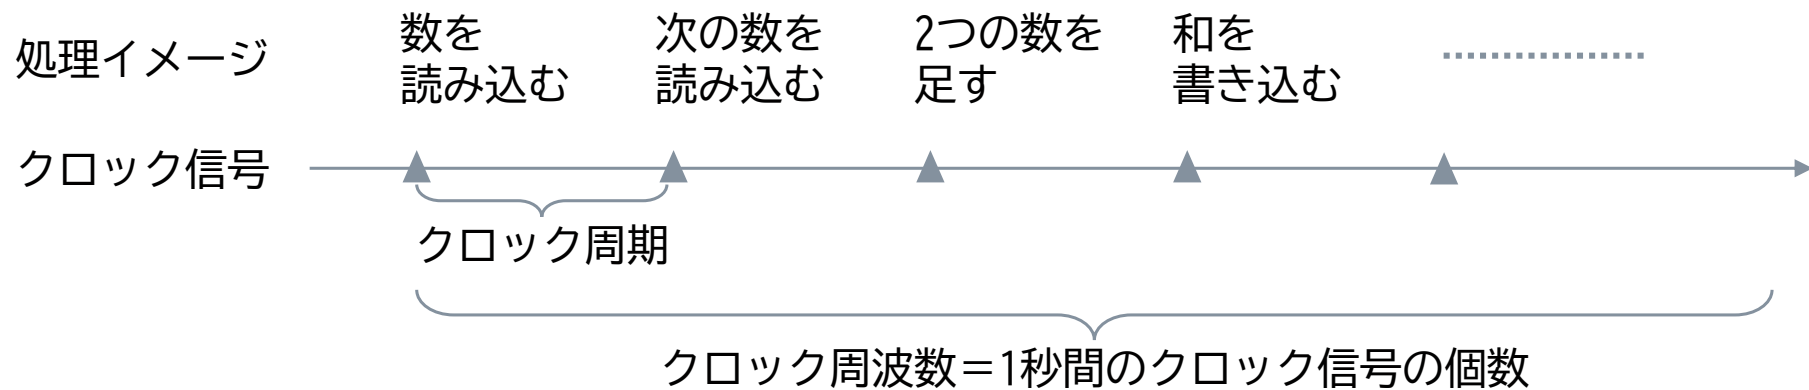 処理イメージ
数を
読み込む
次の数を
読み込む
2つの数を
足す
和を
書き込む
クロック信号
クロック周期
クロック周波数＝1秒間のクロック信号の個数